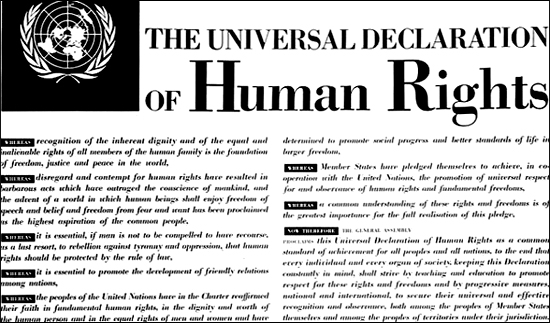 THE UNIVERSAL DECLARATION
OF Human Rights
WHEREAS recognition of the inherent dignity and of the equal and
inalienable rights of all members of the human family is the foundation
of freedom, justice and peace in the world,
WHEREAS disregard and contempt for human rights have resulted in
barbarous acts which have outraged the conscience of mankind, and
the advent of a world in which human beings shall enjoy freedom of
speech and belief and freedom from fear and want has been proclaimed
as the highest aspiration of the common people,
WHEREAS it is essential, if man is not to be compelled to have recourse,
as a last resort, to rebellion against tyranny and oppression, that human
rights should be protected by the rule of law,
WHEREAS it is essential to promote the development of friendly relations
among nations,
WHEREAS the peoples of the United Nations have in the Charter reaffirmed
their faith in fundamental human rights, in the dignity and worth of
the human person and in the equal rights of men and women and have
determined to promote social progress and better standards of life in
larger freedom,
WHEREAS Member States have pledged themselves to achieve, in co-
operation with the United Nations, the promotion of universal respect
for and observance of human rights and fundamental freedoms,
WHEREAS a common understanding of these rights and freedoms is of
the greatest importance for the full realisation of this pledge,
NOW THEREFORE THE GENERAL ASSEMBLY
PROCLAIMS this Universal Declaration of Human Rights as a common
standard of achievement for all peoples and all nations, to the end that
every individual and every organ of society, keeping this Declaration
constantly in mind, shall strive by teaching and education to promote
respect for these rights and freedoms and by progressive measures,
national and international, to secure their universal and effective
recognition and observance, both among the peoples of Member States
themselves and among the peoples of territories under their jurisdiction.